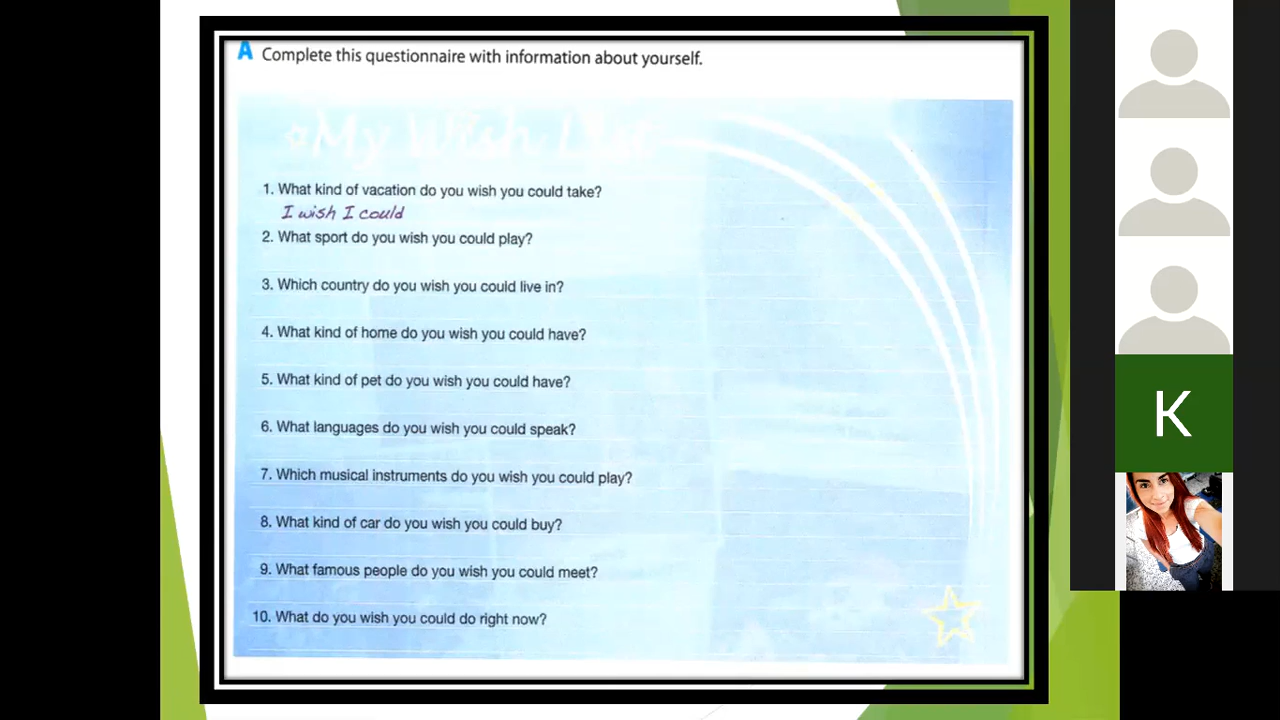 A Complete this questionnaire with information about yourself.
My Wish List
1. What kind of vacation do you wish you could take?
I wish I could
2. What sport do you wish you could play?
3. Which country do you wish you could live in?
4. What kind of home do you wish you could have?
5. What kind of pet do you wish you could have?
6. What languages do you wish you could speak?
7. Which musical instruments do you wish you could play?
8. What kind of car do you wish you could buy?
9. What famous people do you wish you could meet?
10. What do you wish you could do right now?
K